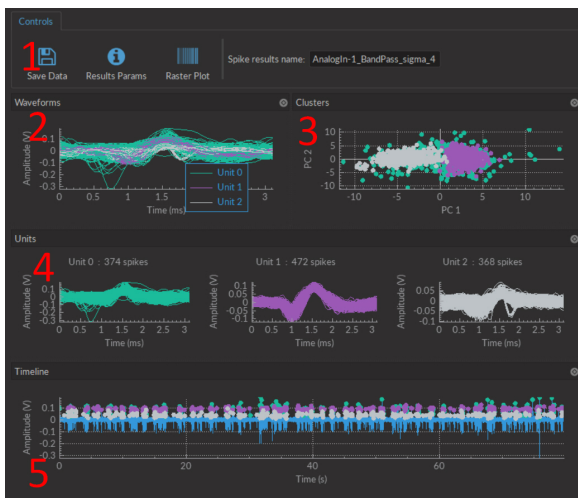 Controls
1
Save Data Results Params Raster Plot Spike results name: AnalogIn-1_BandPass_sigma_4
Waveforms
2
Amplitude (V)
0.1
0
-0.1
-0.2
-0.3
0 0.5 1 1.5 2 2.5 3
Time (ms)
Unit 0
Unit 1
Unit 2
Clusters
3
PC 2
10
5
0
-5
-10
-10 -5 0 5 10
PC 1
Units
4
Unit 0 : 374 spikes
Amplitude (V)
0.1
0
-0.1
-0.2
-0.3
0 0.5 1 1.5 2 2.5 3
Time (ms)
Unit 1 : 472 spikes
Amplitude (V)
0.05
0
-0.05
-0.1
0 0.5 1 1.5 2 2.5 3
Time (ms)
Unit 2 : 368 spikes
Amplitude (V)
0.05
0
-0.05
-0.1
0 0.5 1 1.5 2 2.5 3
Time (ms)
Timeline
Amplitude (V)
0.1
0
-0.1
-0.2
-0.3
5
0 20 40 60
Time (s)